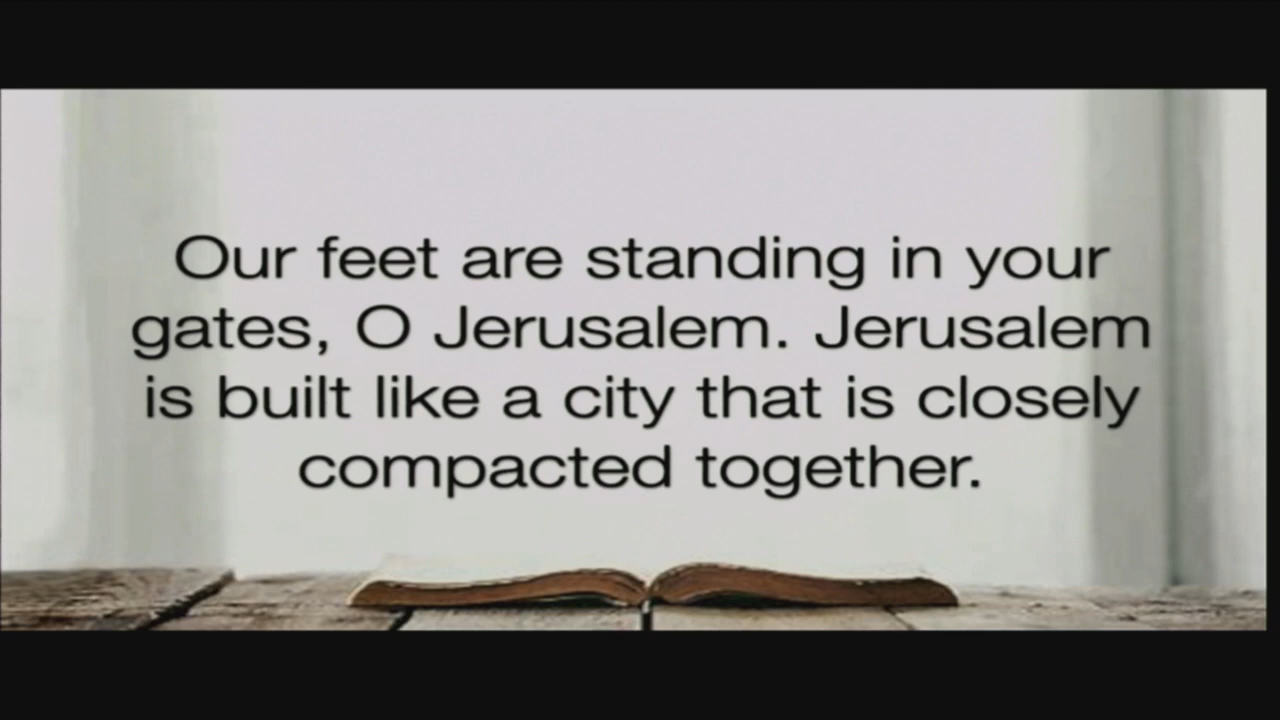 Our feet are standing in your
gates, O Jerusalem. Jerusalem
is built like a city that is closely
compacted together.